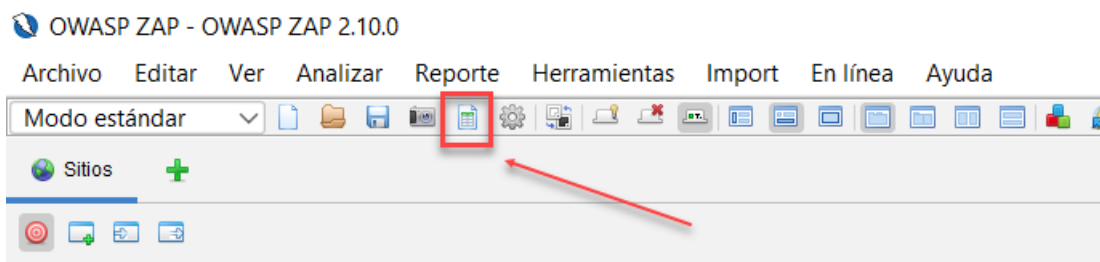 OWASP ZAP - OWASP ZAP 2.10.0
Archivo Editar Ver Analizar Reporte Herramientas Import En línea Ayuda
Modo estándar
Sitios